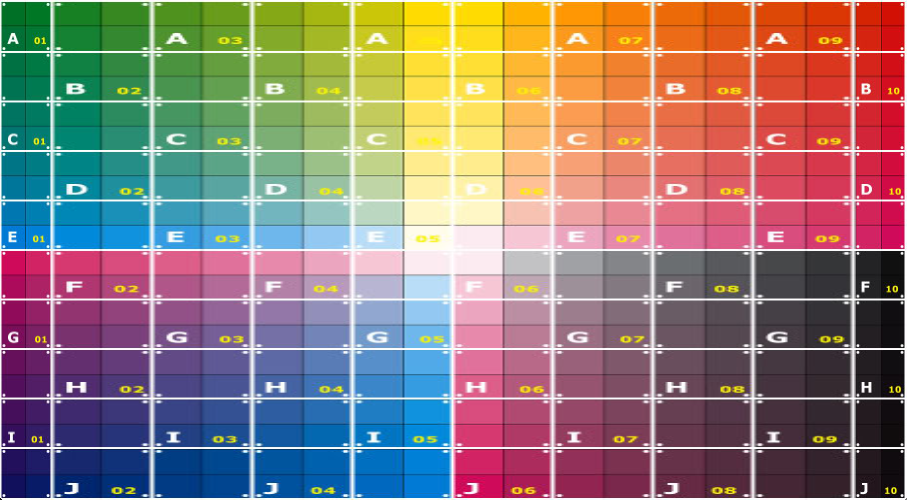 A 01 A 03 A 05 A 07 A 09
B 02 B 04 B 06 B 08 B 10
C 01 C 03 C 05 C 07 C 09
D 02 D 04 D 06 D 08 D 10
E 01 E 03 E 05 E 07 E 09
F 02 F 04 F 06 F 08 F 10
G 01 G 03 G 05 G 07 G 09
H 02 H 04 H 06 H 08 H 10
I 01 I 03 I 05 I 07 I 09
J 02 J 04 J 06 J 08 J 10